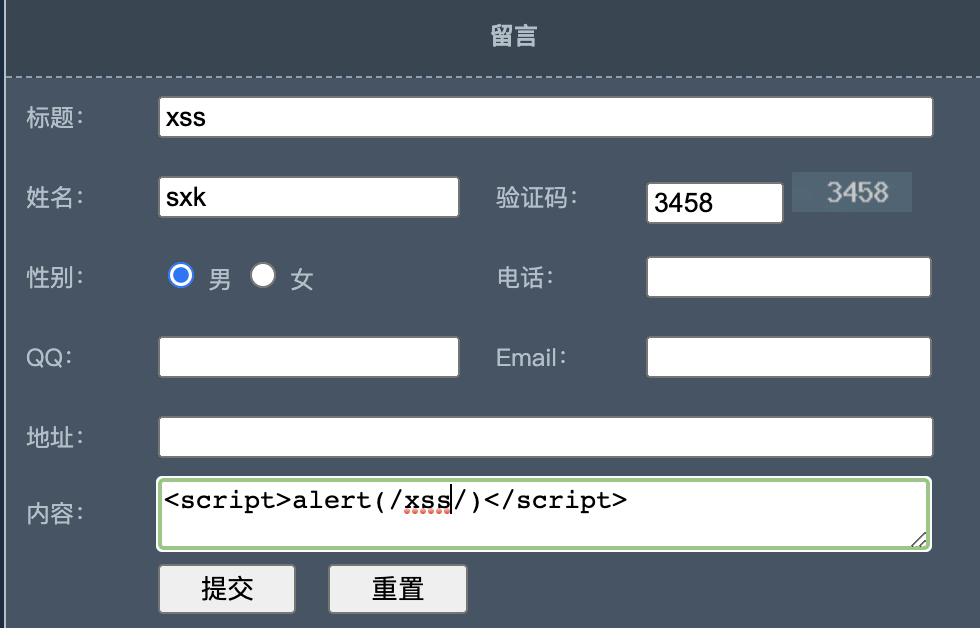 留言
标题： xss
姓名： sxk 验证码： 3458 3458
性别： 男 女 电话：
QQ： Email：
地址：
内容： <script>alert(/xss/)</script>
提交 重置